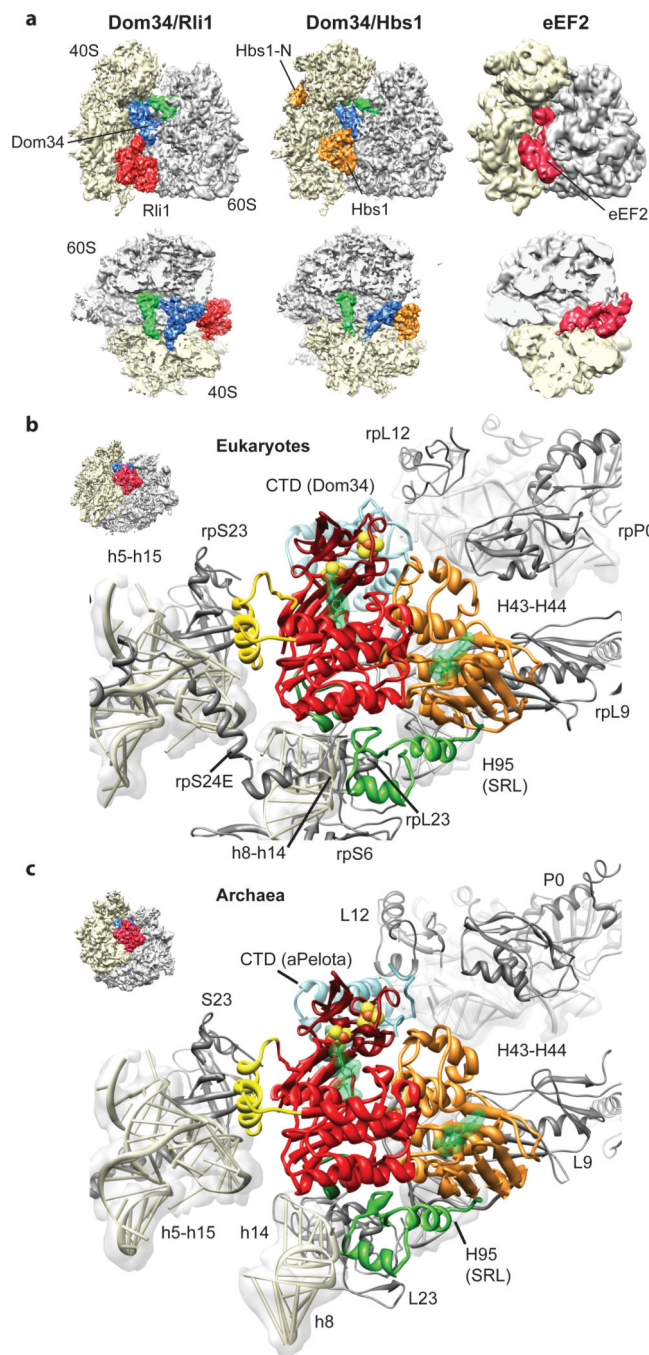 a
Dom34/Rli1
Dom34/Hbs1
eEF2
40S
Hbs1-N
Dom34
Rli1
60S
Hbs1
eEF2
60S
40S
b
Eukaryotes
rpL12
CTD (Dom34)
h5-h15
rpS23
rpP0
H43-H44
rpL9
rpS24E
H95
(SRL)
rpL23
h8-h14
rpS6
c
Archaea
P0
L12
CTD (aPelota)
S23
H43-H44
L9
h5-h15
h14
H95
(SRL)
L23
h8